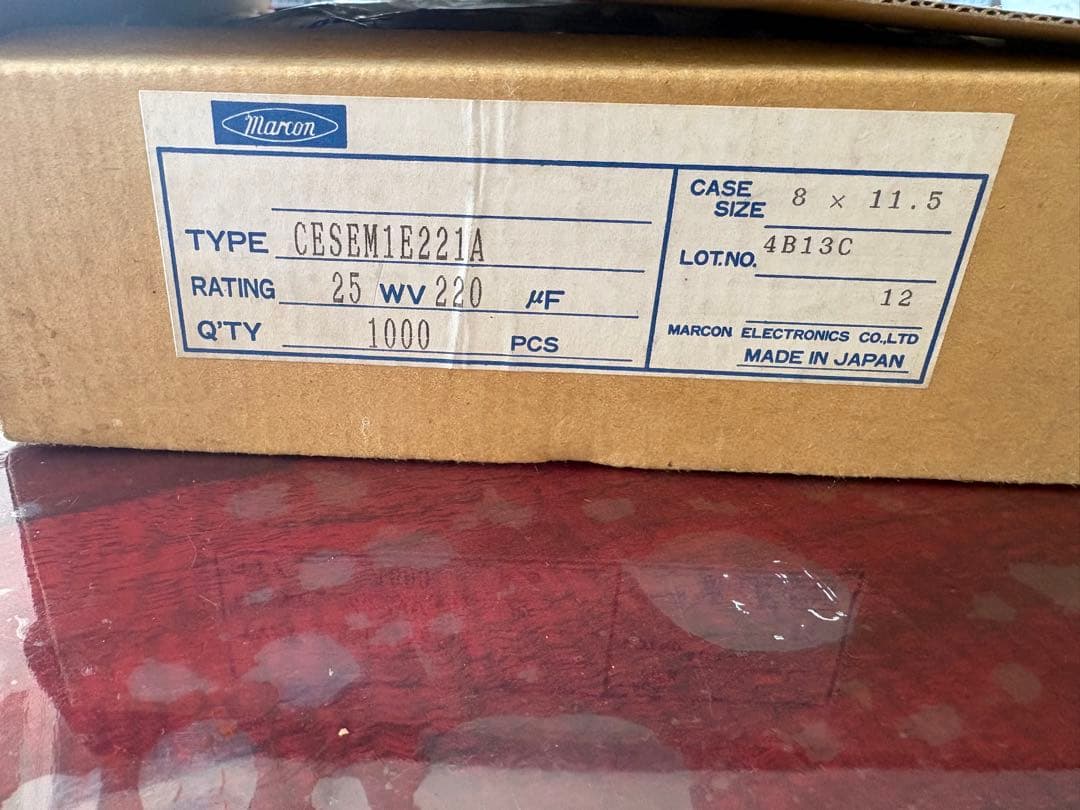 Marcon
TYPE CESEM1E221A
RATING 25 WV 220 µF
Q'TY 1000 PCS
CASE SIZE 8 × 11.5
LOT.NO. 4B13C
12
MARCON ELECTRONICS CO.,LTD
MADE IN JAPAN